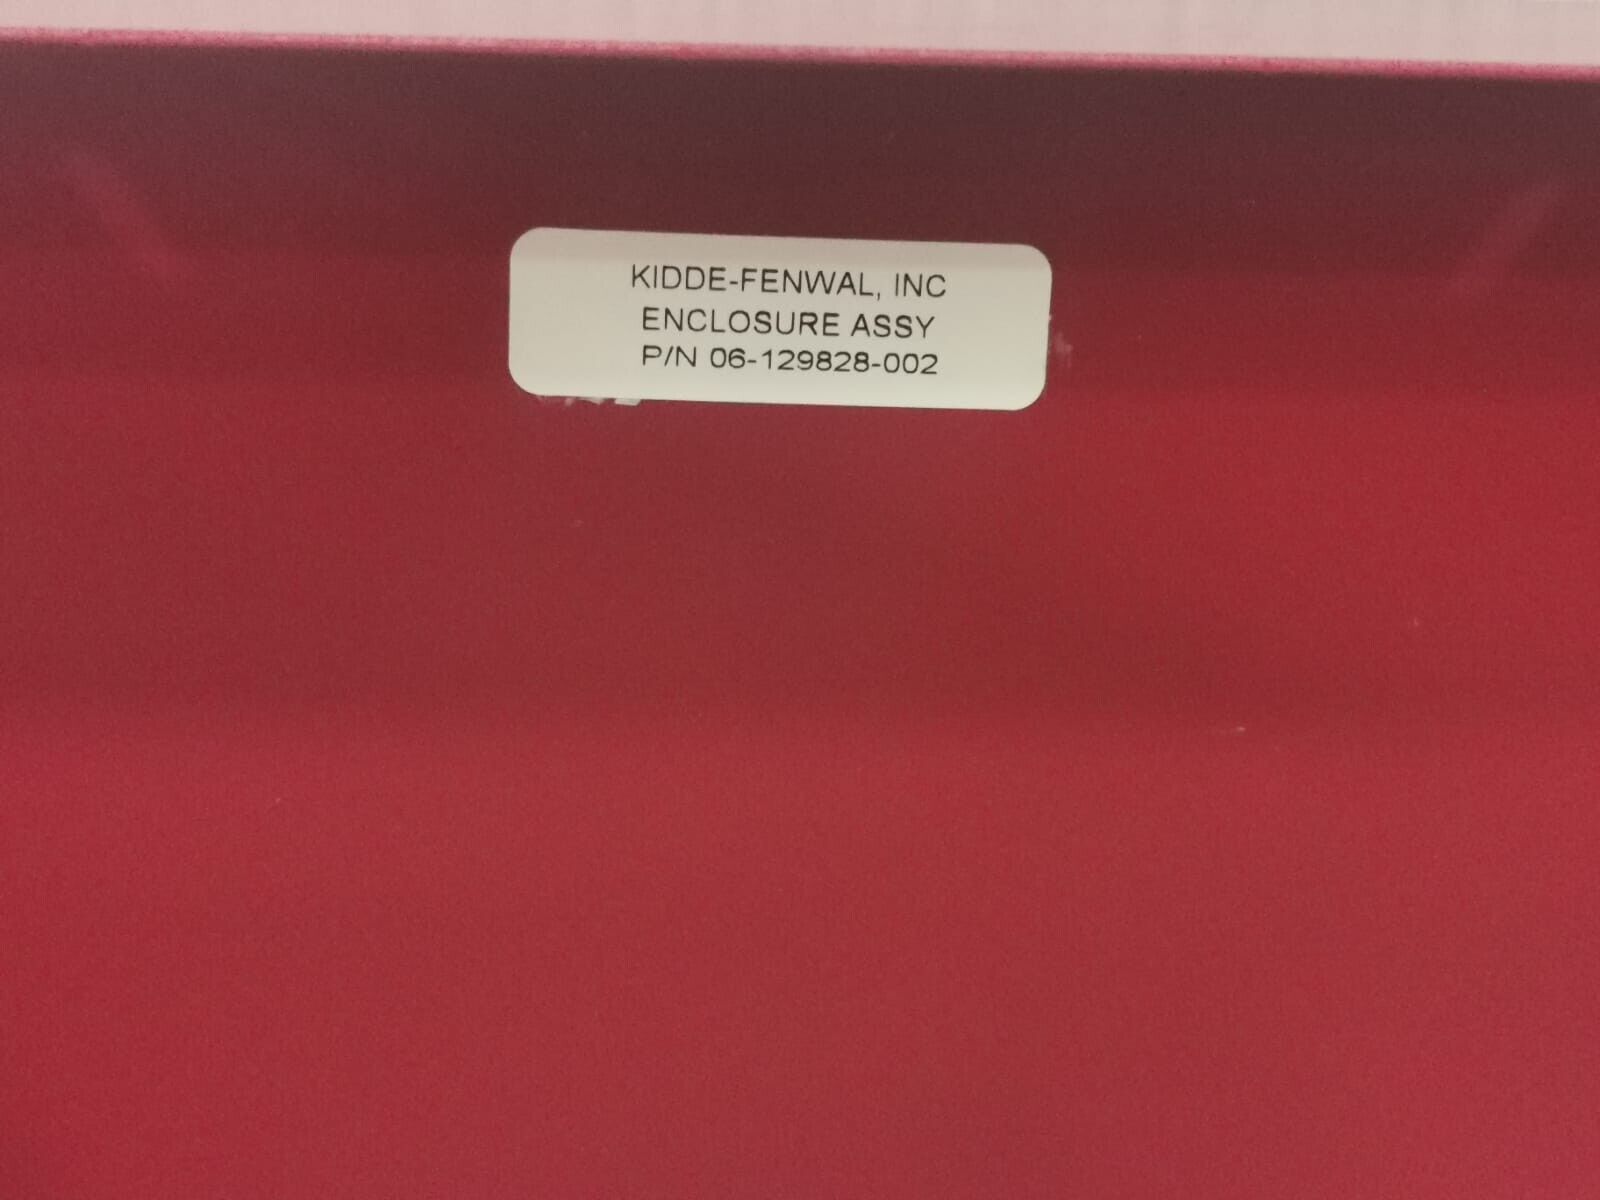 KIDDE-FENWAL, INC
ENCLOSURE ASSY
P/N 06-129828-002